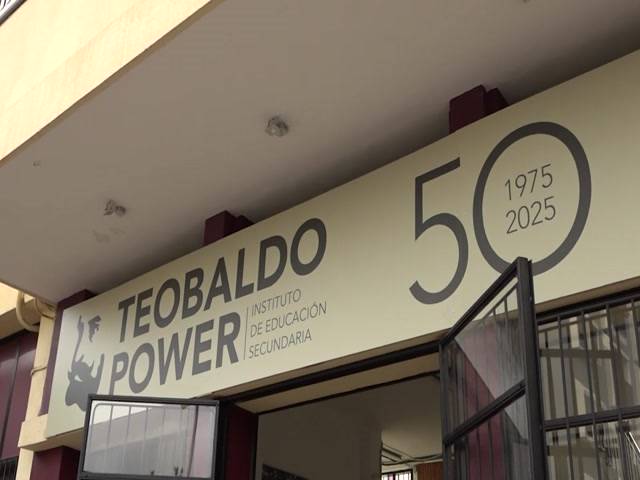 TEOBALDO
POWER
INSTITUTO
DE EDUCACIÓN
SECUNDARIA
50
1975
2025